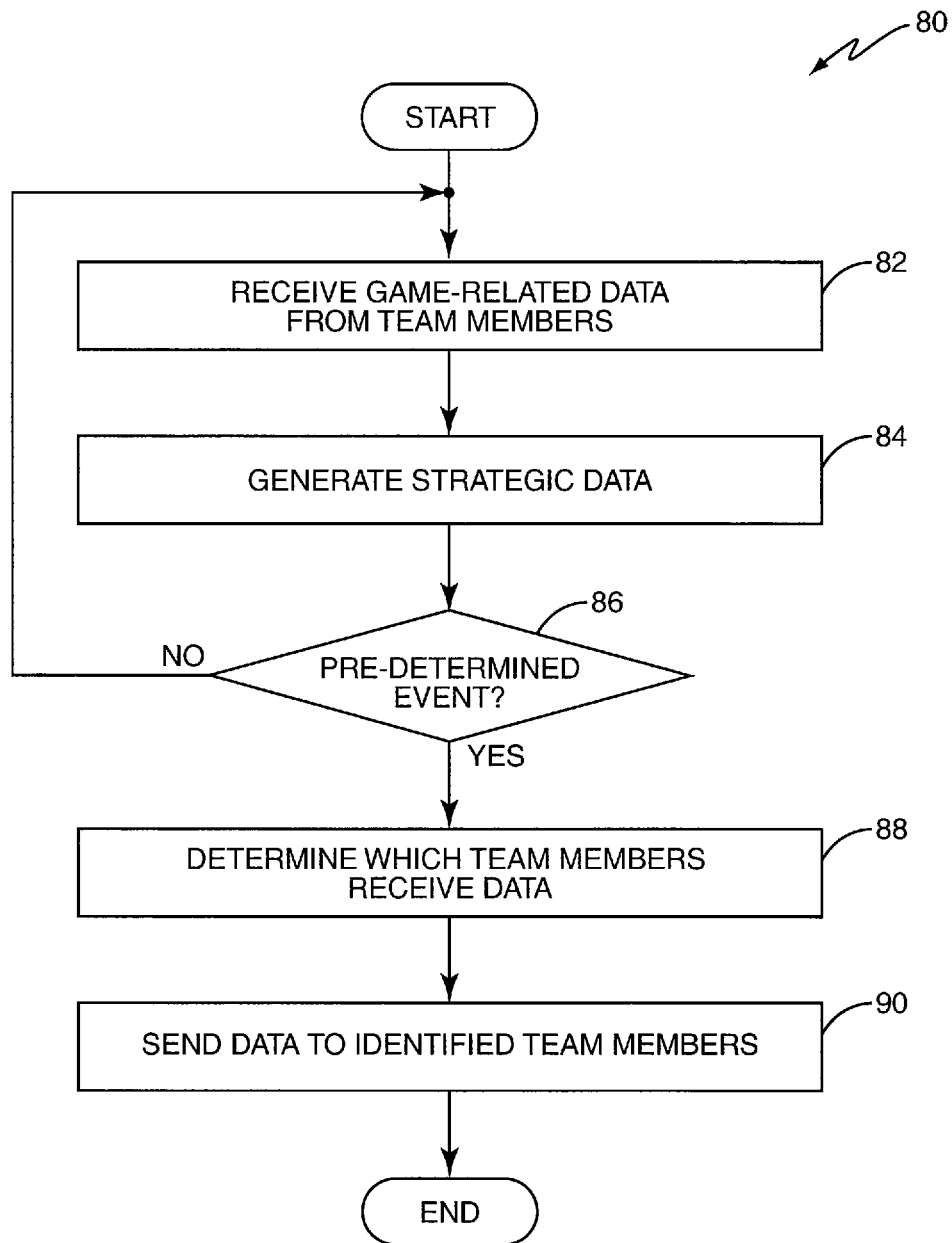 80
START
82
RECEIVE GAME-RELATED DATA
FROM TEAM MEMBERS
84
GENERATE STRATEGIC DATA
86
NO
PRE-DETERMINED
EVENT?
YES
88
DETERMINE WHICH TEAM MEMBERS
RECEIVE DATA
90
SEND DATA TO IDENTIFIED TEAM MEMBERS
END